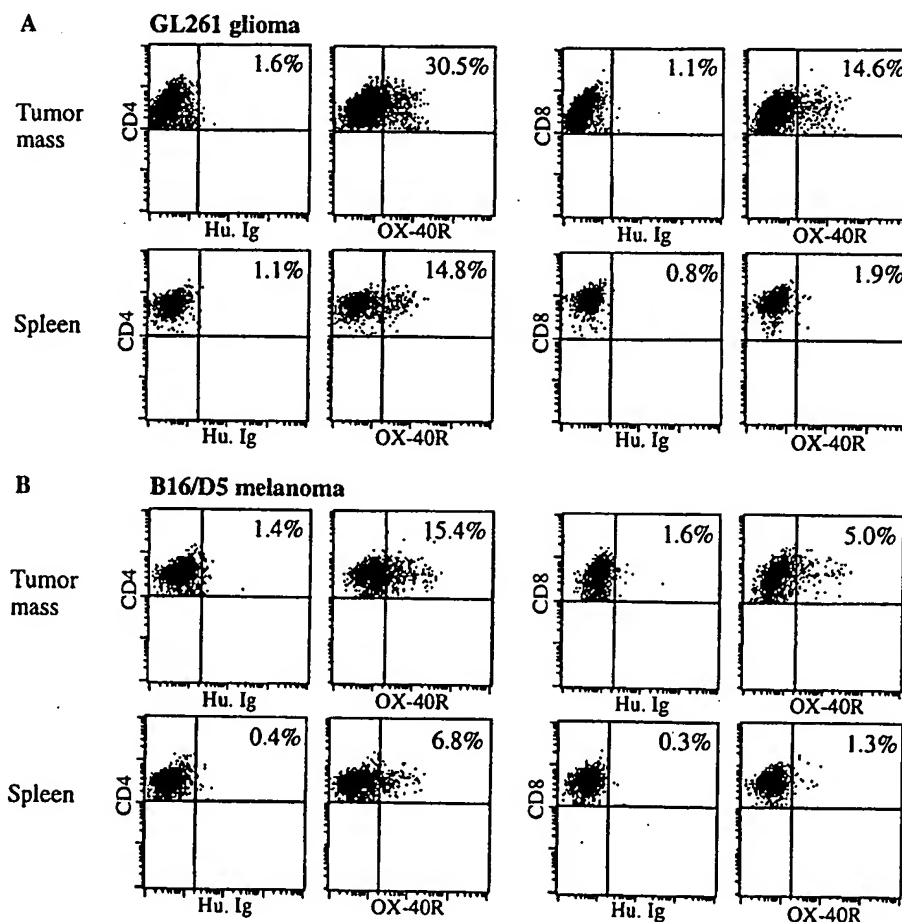 A GL261 glioma
Tumor mass
CD4 1.6% Hu. Ig
30.5% OX-40R
CD8 1.1% Hu. Ig
14.6% OX-40R
Spleen
CD4 1.1% Hu. Ig
14.8% OX-40R
CD8 0.8% Hu. Ig
1.9% OX-40R
B B16/D5 melanoma
Tumor mass
CD4 1.4% Hu. Ig
15.4% OX-40R
CD8 1.6% Hu. Ig
5.0% OX-40R
Spleen
CD4 0.4% Hu. Ig
6.8% OX-40R
CD8 0.3% Hu. Ig
1.3% OX-40R